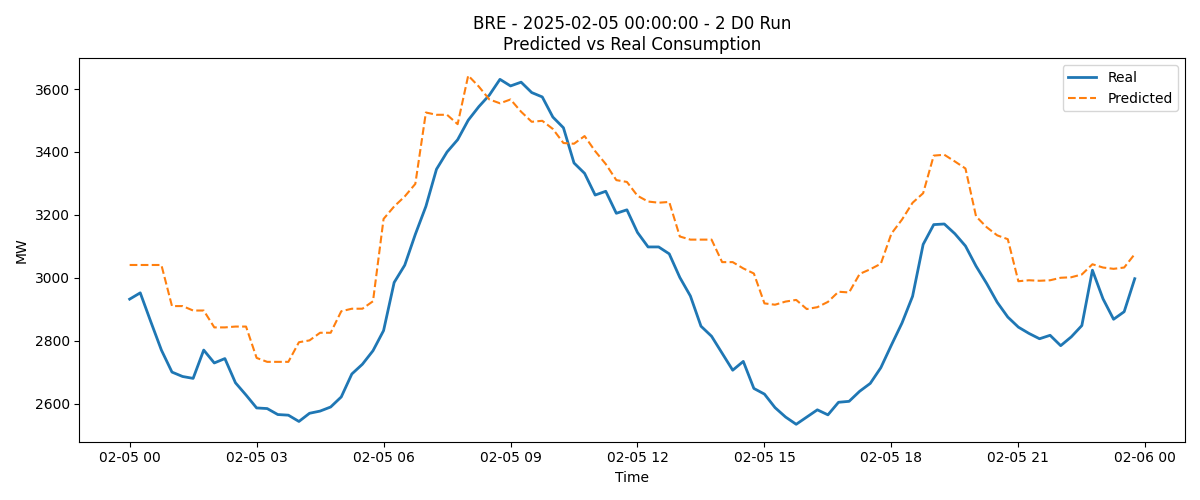 BRE - 2025-02-05 00:00:00 - 2 D0 Run
Predicted vs Real Consumption
Real
Predicted
MW
3600
3400
3200
3000
2800
2600
02-05 00
02-05 03
02-05 06
02-05 09
02-05 12
02-05 15
02-05 18
02-05 21
02-06 00
Time